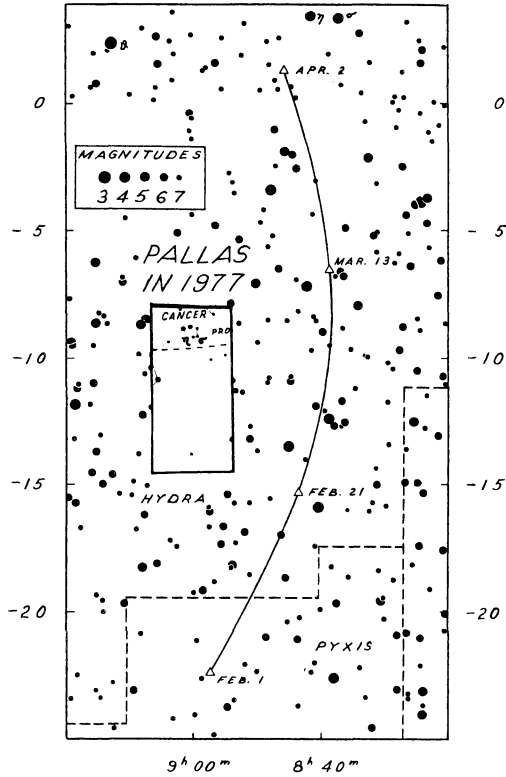 θ
η σ
APR. 2
0 0
MAGNITUDES
3 4 5 6 7
-5 -5
PALLAS
IN 1977
MAR. 13
CANCER
PRO
-10 -10
FEB. 21
-15 -15
HYDRA
-20 -20
PYXIS
FEB. 1
9ʰ 00ᵐ 8ʰ 40ᵐ